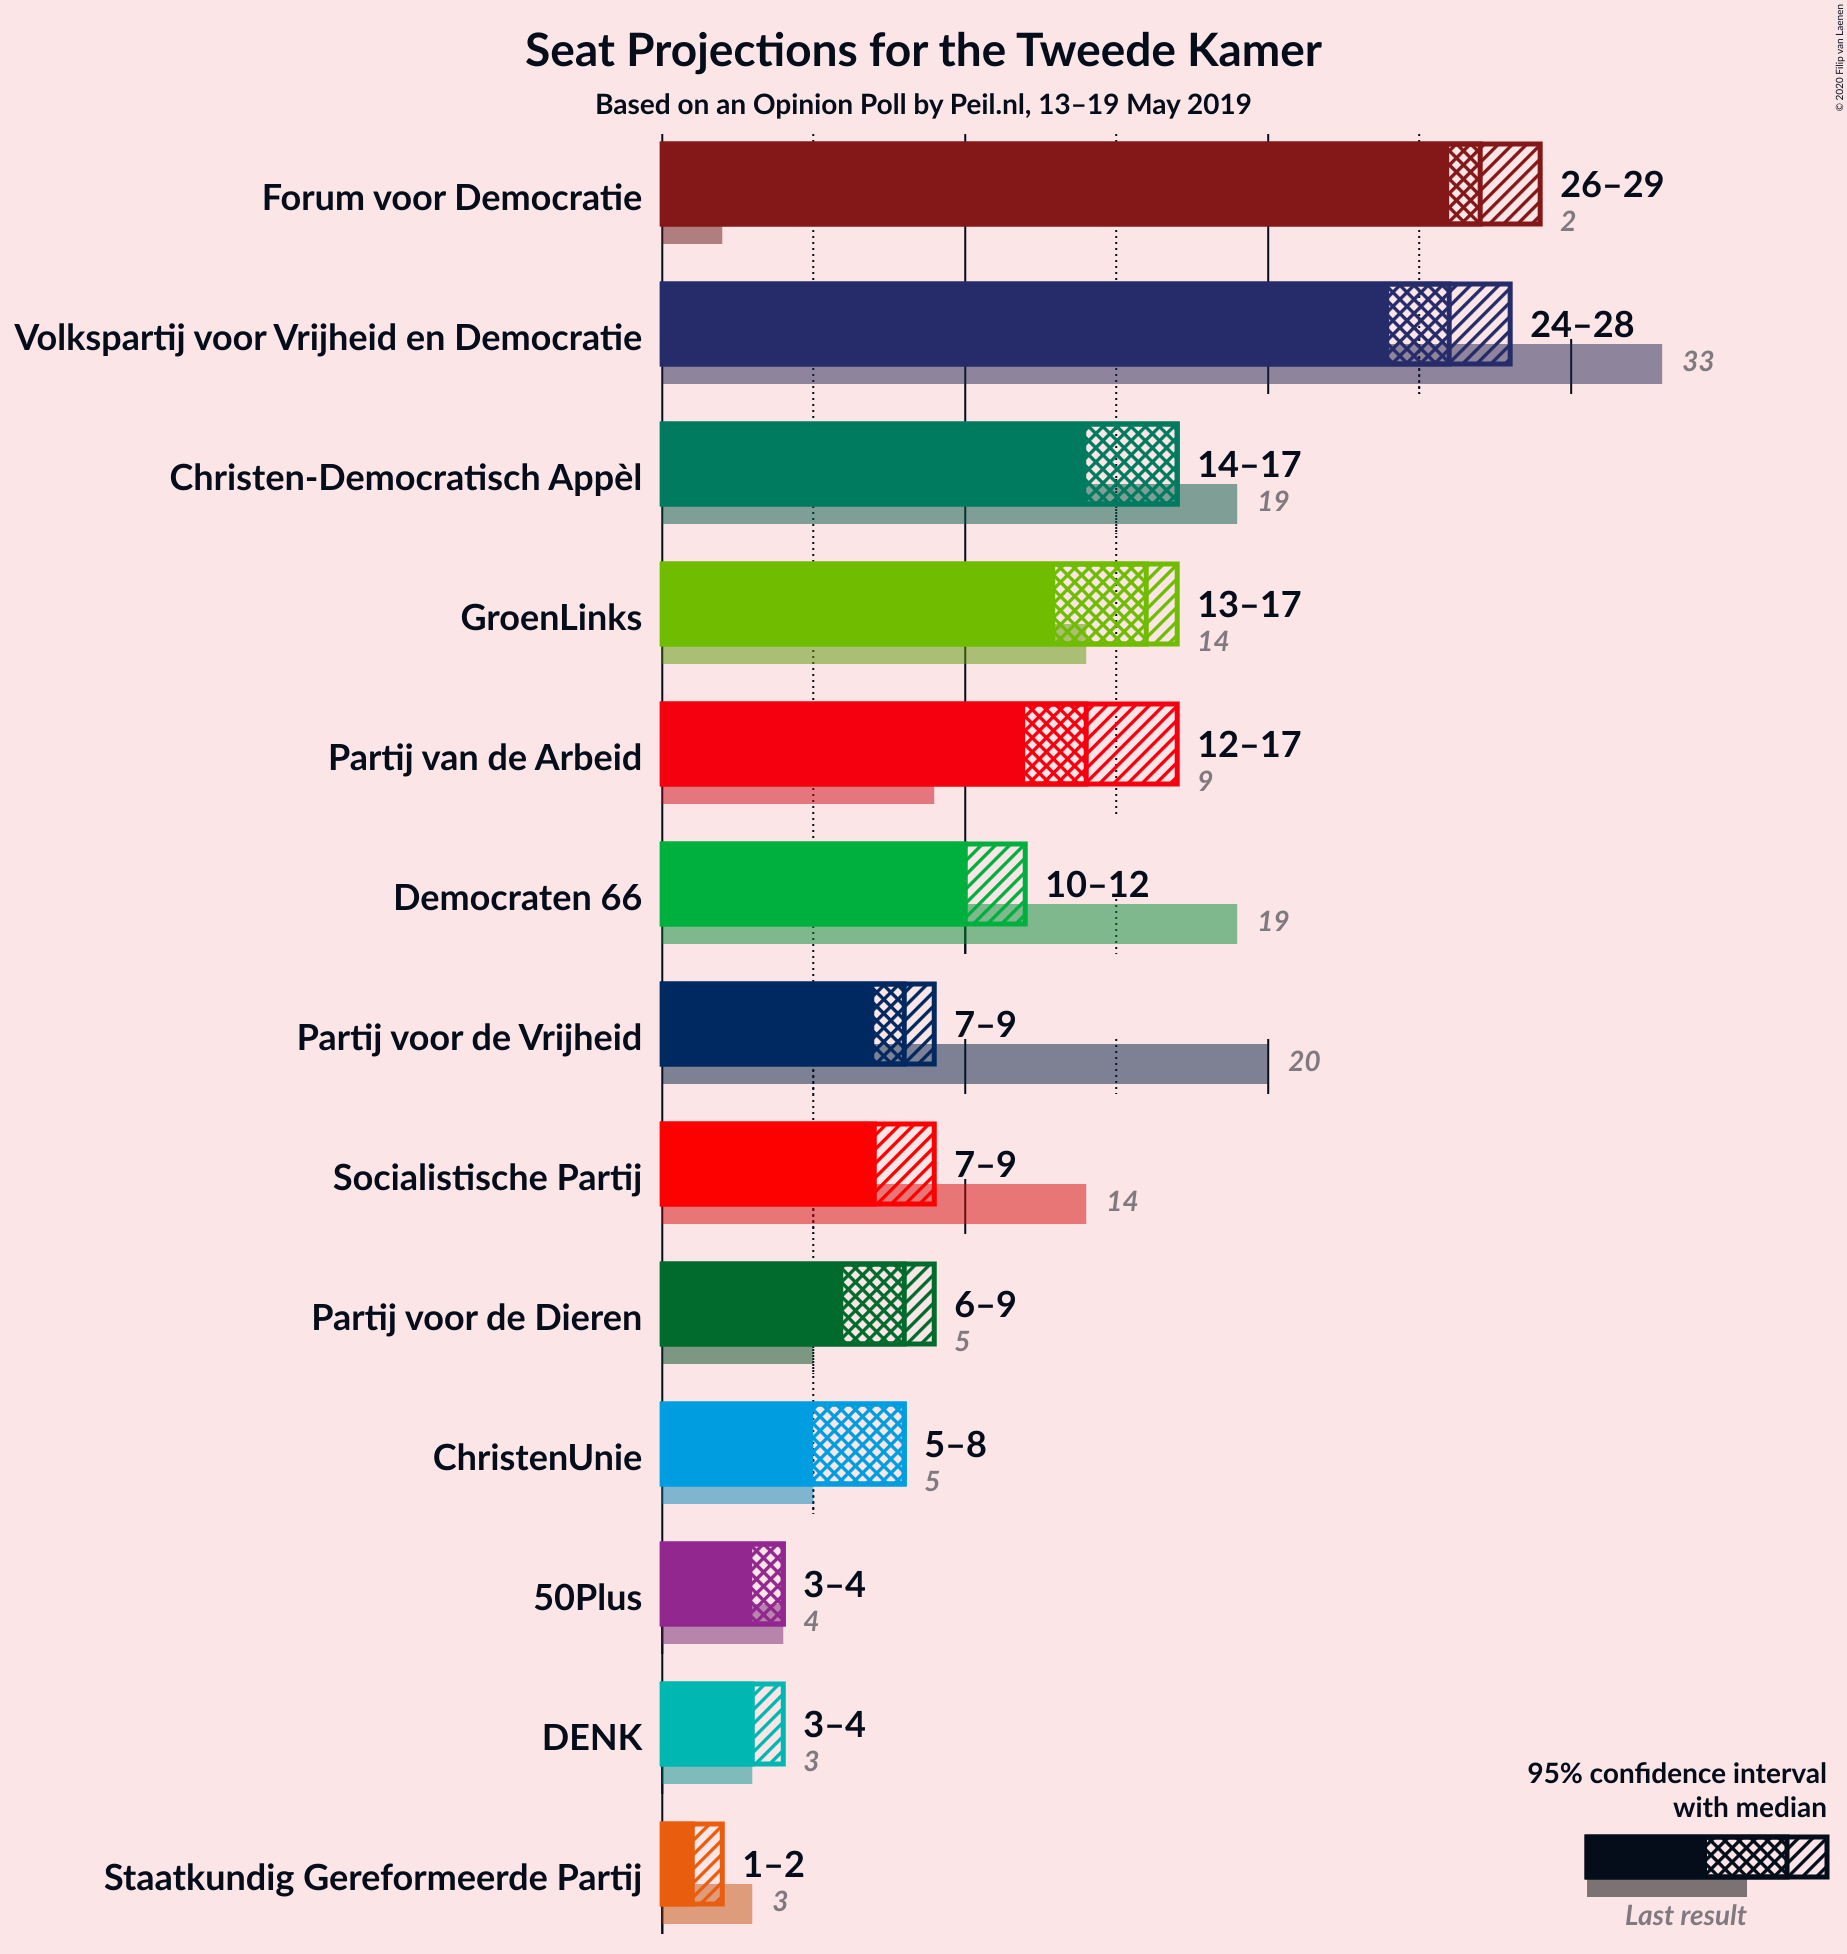 Seat Projections for the Tweede Kamer
Based on an Opinion Poll by Peil.nl, 13–19 May 2019
© 2020 Filip van Laenen
Forum voor Democratie
26–29
2
Volkspartij voor Vrijheid en Democratie
24–28
33
Christen-Democratisch Appèl
14–17
19
GroenLinks
13–17
14
Partij van de Arbeid
12–17
9
Democraten 66
10–12
19
Partij voor de Vrijheid
7–9
20
Socialistische Partij
7–9
14
Partij voor de Dieren
6–9
5
ChristenUnie
5–8
5
50Plus
3–4
4
DENK
3–4
3
Staatkundig Gereformeerde Partij
1–2
3
95% confidence interval
with median
Last result